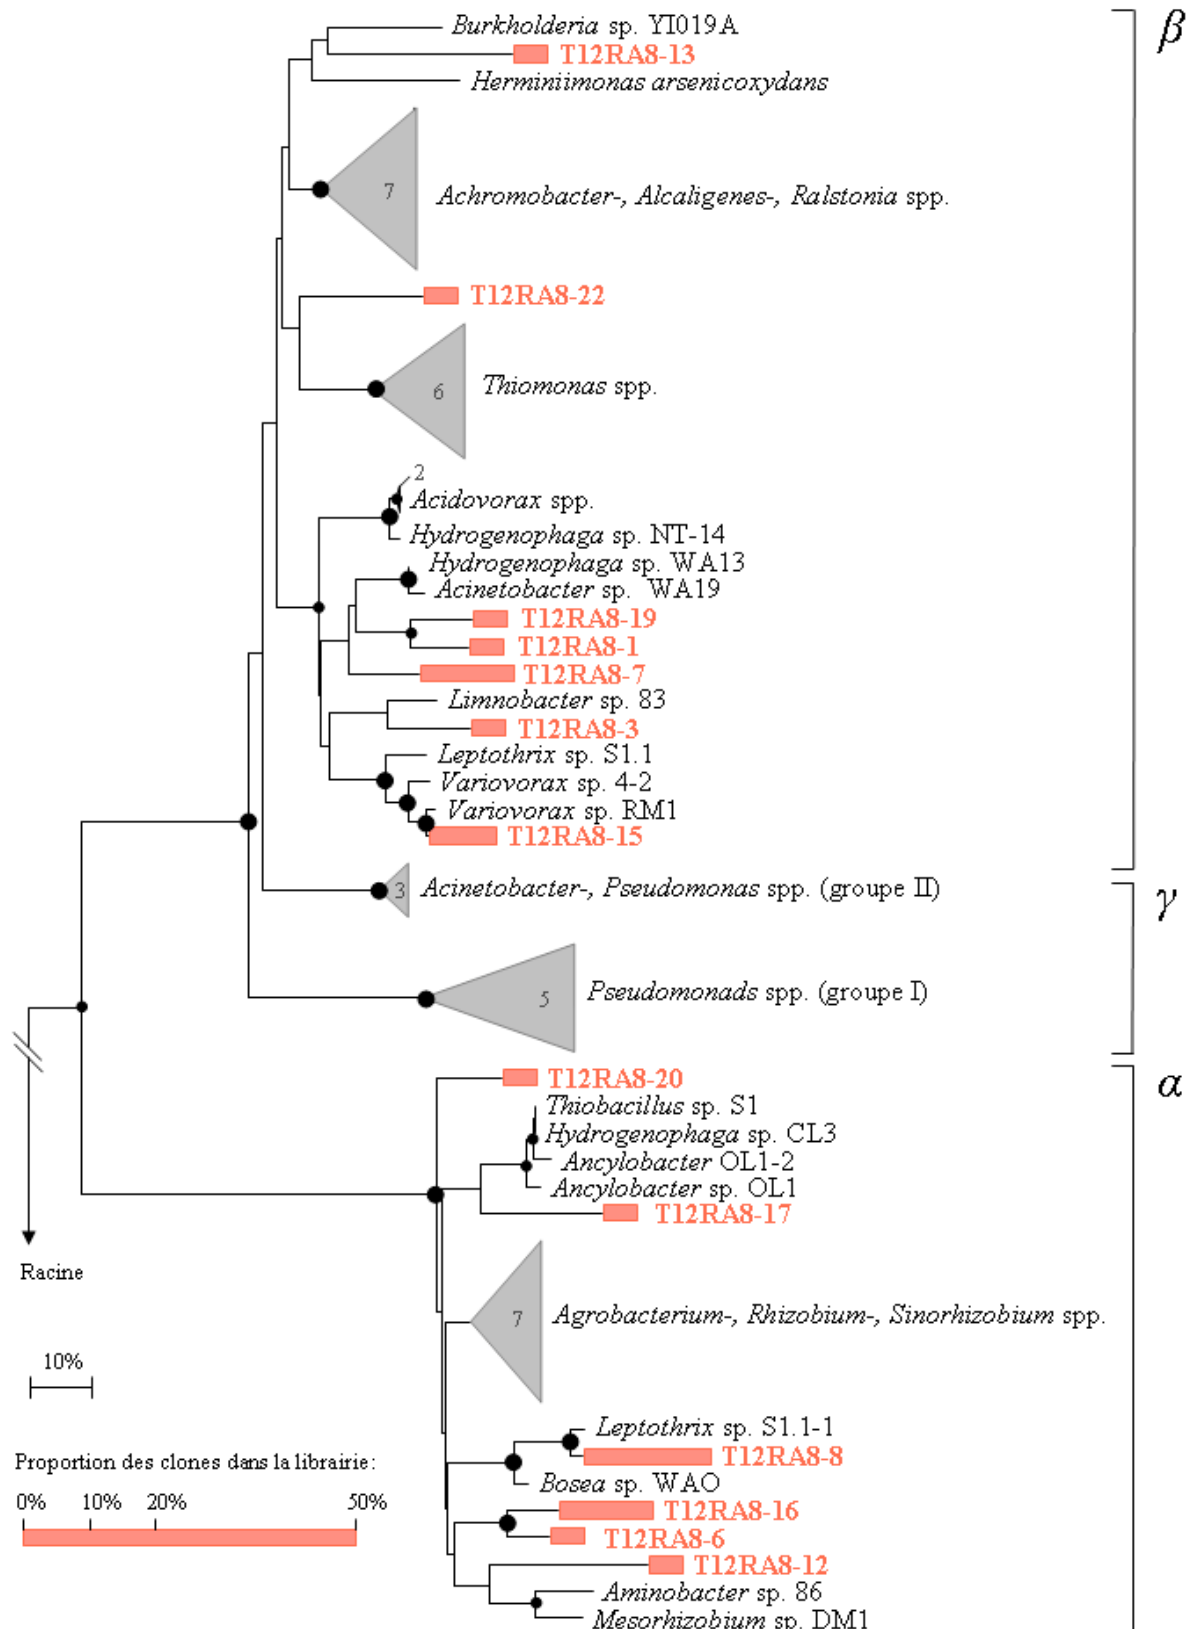 Burkholderia sp. YI019A
β
T12RA8-13
Herminiimonas arsenicoxydans
7
Achromobacter-, Alcaligenes-, Ralstonia spp.
T12RA8-22
6
Thiomonas spp.
2
Acidovorax spp.
Hydrogenophaga sp. NT-14
Hydrogenophaga sp. WA13
Acinetobacter sp. WA19
T12RA8-19
T12RA8-1
T12RA8-7
Limnobacter sp. 83
T12RA8-3
Leptothrix sp. S1.1
Variovorax sp. 4-2
Variovorax sp. RM1
T12RA8-15
3
Acinetobacter-, Pseudomonas spp. (groupe II)
γ
5
Pseudomonads spp. (groupe I)
T12RA8-20
α
Thiobacillus sp. S1
Hydrogenophaga sp. CL3
Ancylobacter OL1-2
Ancylobacter sp. OL1
T12RA8-17
Racine
7
Agrobacterium-, Rhizobium-, Sinorhizobium spp.
10%
Leptothrix sp. S1.1-1
T12RA8-8
Bosea sp. WAO
T12RA8-16
T12RA8-6
T12RA8-12
Aminobacter sp. 86
Mesorhizobium sp. DM1
Proportion des clones dans la librairie:
0% 10% 20% 50%